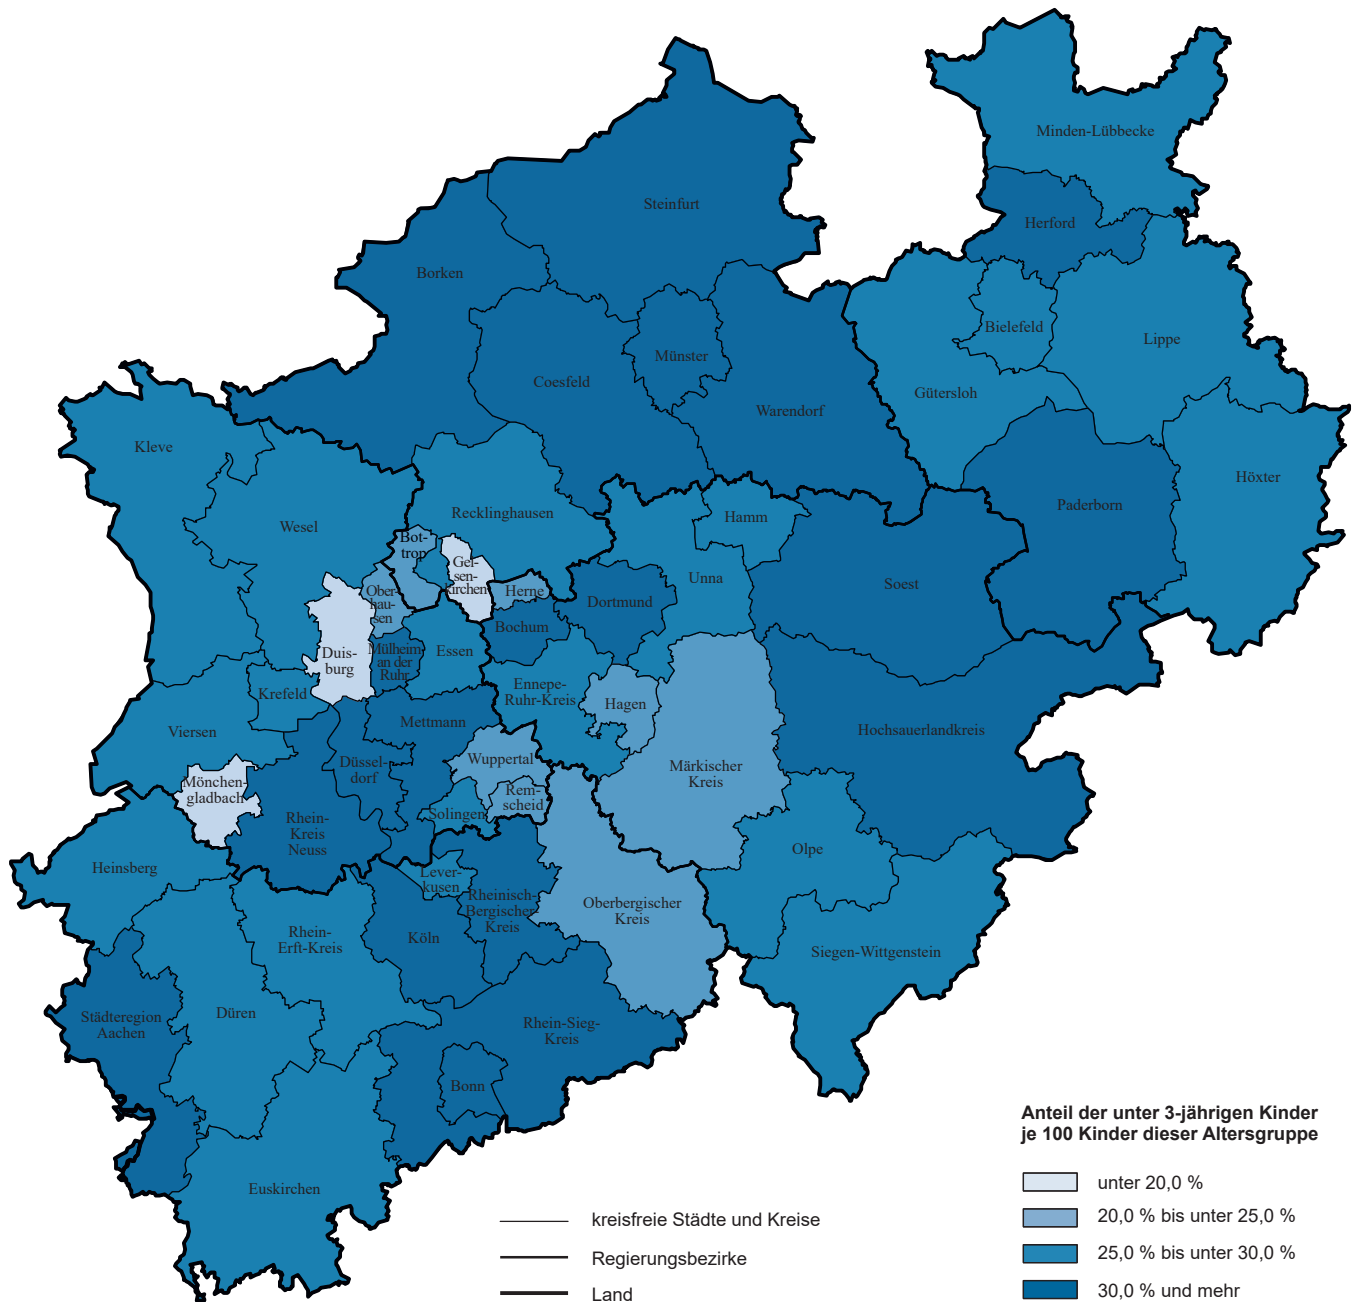 Minden-Lübbecke
Steinfurt
Herford
Borken
Bielefeld
Lippe
Münster
Coesfeld
Gütersloh
Warendorf
Kleve
Höxter
Paderborn
Recklinghausen
Hamm
Wesel
Bot-
trop
Gel-
sen-
kirchen
Unna
Soest
Ober-
hau-
sen
Herne
Dortmund
Bochum
Duis-
burg
Mülheim
an der
Ruhr
Essen
Krefeld
Ennepe-
Ruhr-Kreis
Hagen
Mettmann
Viersen
Hochsauerlandkreis
Düssel-
dorf
Wuppertal
Märkischer
Kreis
Mönchen-
gladbach
Rem-
scheid
Solingen
Rhein-
Kreis
Neuss
Olpe
Heinsberg
Lever-
kusen
Rheinisch-
Bergischer
Kreis
Oberbergischer
Kreis
Rhein-
Erft-Kreis
Köln
Siegen-Wittgenstein
Düren
Städteregion
Aachen
Rhein-Sieg-
Kreis
Bonn
Euskirchen
Anteil der unter 3-jährigen Kinder
je 100 Kinder dieser Altersgruppe
unter 20,0 %
20,0 % bis unter 25,0 %
25,0 % bis unter 30,0 %
30,0 % und mehr
kreisfreie Städte und Kreise
Regierungsbezirke
Land